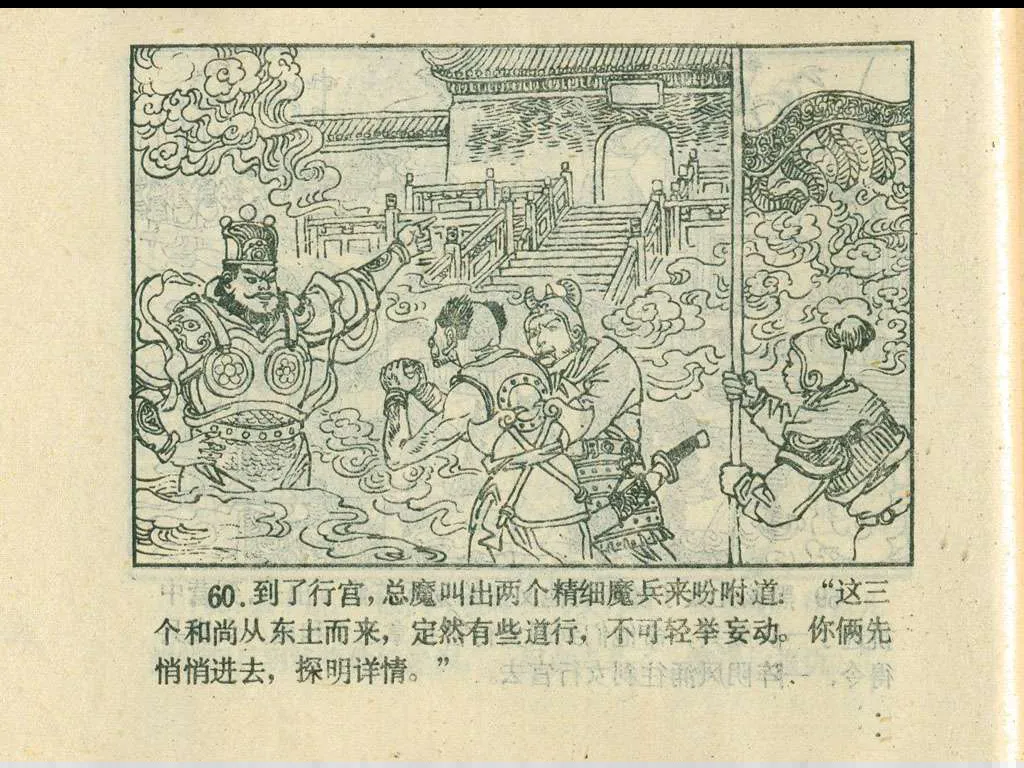 60. 到了行宫，总魔叫出两个精细魔兵来吩咐道：“这三
个和尚从东土而来，定然有些道行，不可轻举妄动。你俩先
悄悄进去，探明详情。”